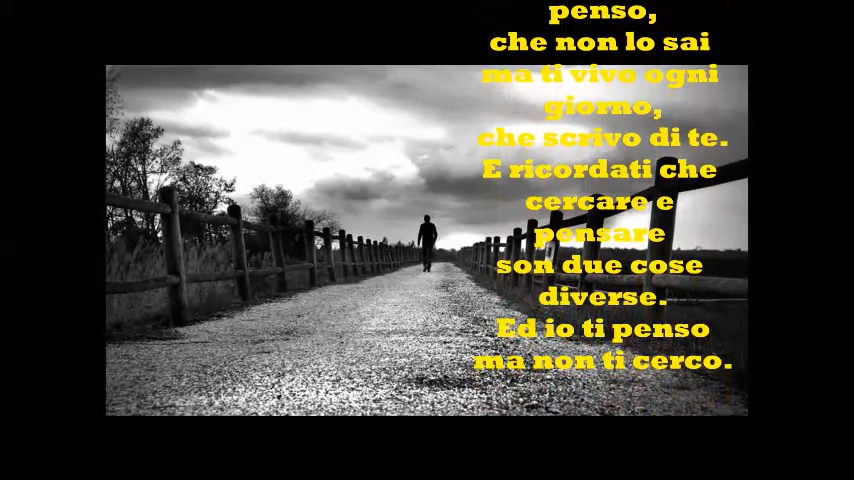 penso,
che non lo sai
ma ti vivo ogni
giorno,
che scrivo di te.
E ricordati che
cercare e
pensare
son due cose
diverse.
Ed io ti penso
ma non ti cerco.